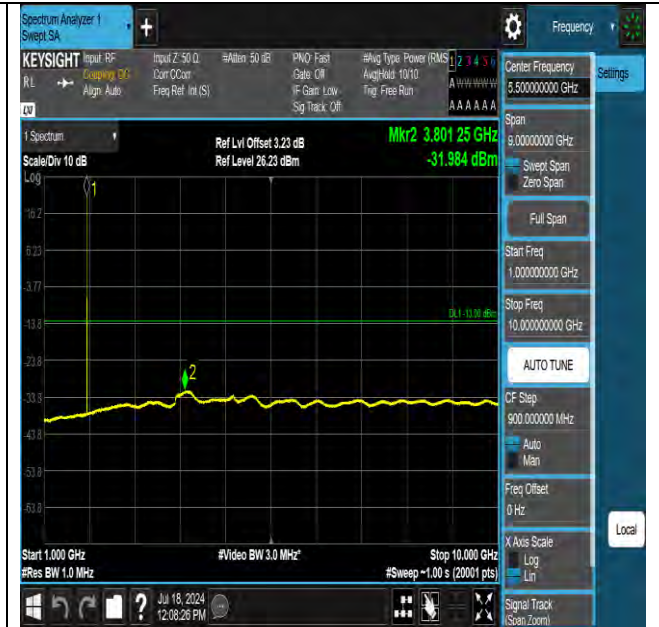 Spectrum Analyzer 1
Swept SA
+
Frequency
KEYSIGHT
RL
Input: RF
Coupling: DC
Align: Auto
Input Z: 50 Ω
Corr CCorr
Freq Ref: Int (S)
#Atten: 50 dB
PNO: Fast
Gate: Off
IF Gain: Low
Sig Track: Off
#Avg Type: Power (RMS
Avg|Hold: 10/10
Trig: Free Run
1 2 3 4 5 6
A W W W W W
A A A A A A
1 Spectrum
Scale/Div 10 dB
Log
Ref Lvl Offset 3.23 dB
Ref Level 26.23 dBm
Mkr2 3.801 25 GHz
-31.984 dBm
1
16.2
6.23
-3.77
-13.8
-23.8
-33.8
-43.8
-53.8
-63.8
DL1 -13.00 dBm
2
Start 1.000 GHz
#Res BW 1.0 MHz
#Video BW 3.0 MHz*
Stop 10.000 GHz
#Sweep ~1.00 s (20001 pts)
Jul 18, 2024
12:08:26 PM
Center Frequency
5.500000000 GHz
Settings
Span
9.00000000 GHz
Swept Span
Zero Span
Full Span
Start Freq
1.000000000 GHz
Stop Freq
10.000000000 GHz
AUTO TUNE
CF Step
900.000000 MHz
Auto
Man
Freq Offset
0 Hz
X Axis Scale
Log
Lin
Local
Signal Track
(Span Zoom)